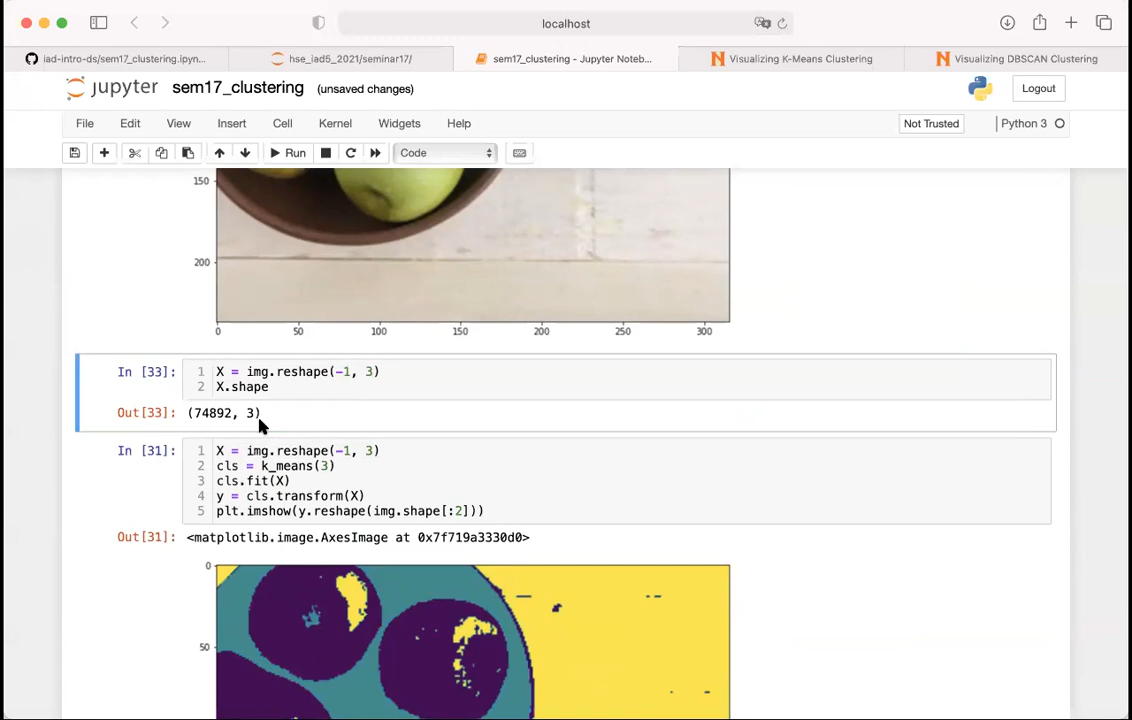 localhost
iad-intro-ds/sem17_clustering.ipyn...
hse_iad5_2021/seminar17/
sem17_clustering - Jupyter Noteb...
Visualizing K-Means Clustering
Visualizing DBSCAN Clustering
jupyter sem17_clustering (unsaved changes)
Logout
File Edit View Insert Cell Kernel Widgets Help
Not Trusted
Python 3
Run
Code
150
200
0 50 100 150 200 250 300
In [33]:
1 X = img.reshape(-1, 3)
2 X.shape
Out[33]: (74892, 3)
In [31]:
1 X = img.reshape(-1, 3)
2 cls = k_means(3)
3 cls.fit(X)
4 y = cls.transform(X)
5 plt.imshow(y.reshape(img.shape[:2]))
Out[31]: <matplotlib.image.AxesImage at 0x7f719a3330d0>
0
50